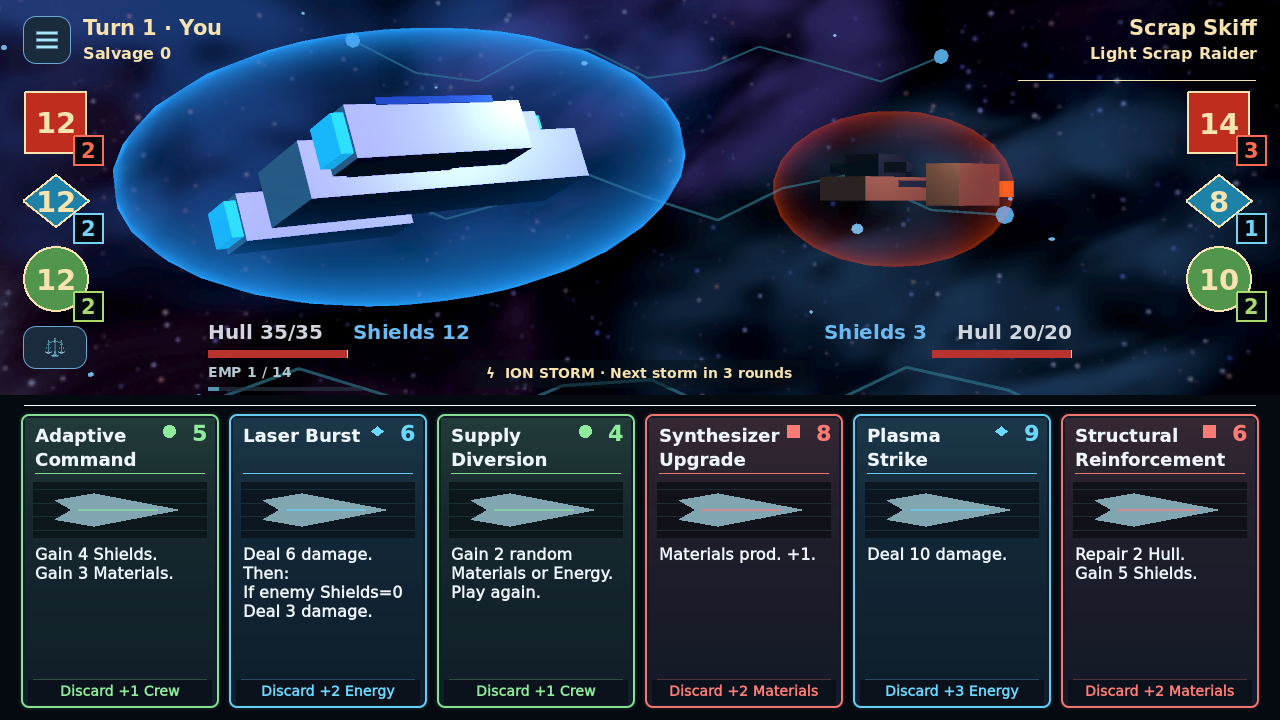 Turn 1 · You
Salvage 0
Scrap Skiff
Light Scrap Raider
12
2
12
2
12
2
14
3
8
1
10
2
Hull 35/35
Shields 12
EMP 1 / 14
Shields 3
Hull 20/20
ION STORM · Next storm in 3 rounds
Adaptive
Command
5
Gain 4 Shields.
Gain 3 Materials.
Discard +1 Crew
Laser Burst
6
Deal 6 damage.
Then:
If enemy Shields=0
Deal 3 damage.
Discard +2 Energy
Supply
Diversion
4
Gain 2 random
Materials or Energy.
Play again.
Discard +1 Crew
Synthesizer
Upgrade
8
Materials prod. +1.
Discard +2 Materials
Plasma
Strike
9
Deal 10 damage.
Discard +3 Energy
Structural
Reinforcement
6
Repair 2 Hull.
Gain 5 Shields.
Discard +2 Materials